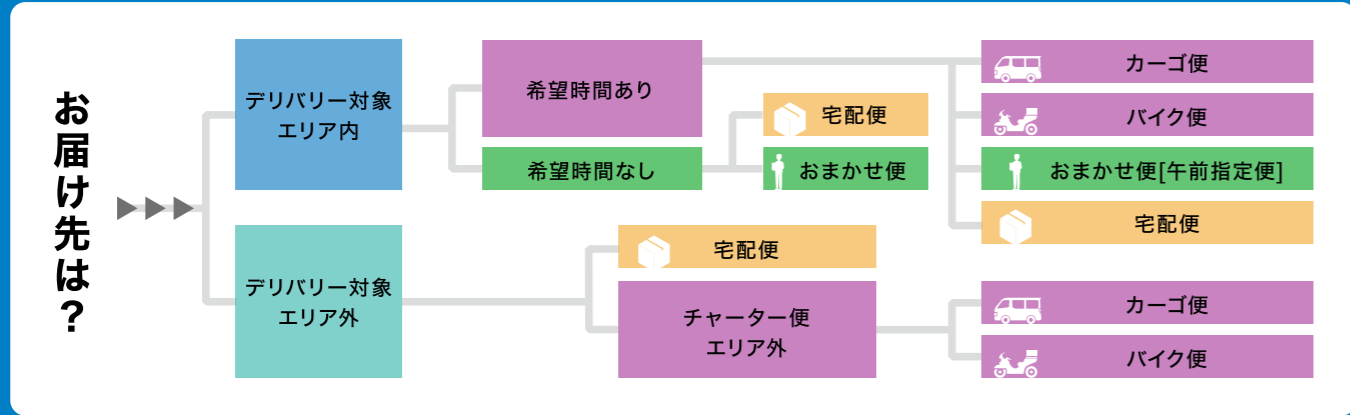 お届け先は？
デリバリー対象
エリア内
希望時間あり
希望時間なし
宅配便
おまかせ便
カーゴ便
バイク便
おまかせ便[午前指定便]
宅配便
デリバリー対象
エリア外
宅配便
チャーター便
エリア外
カーゴ便
バイク便